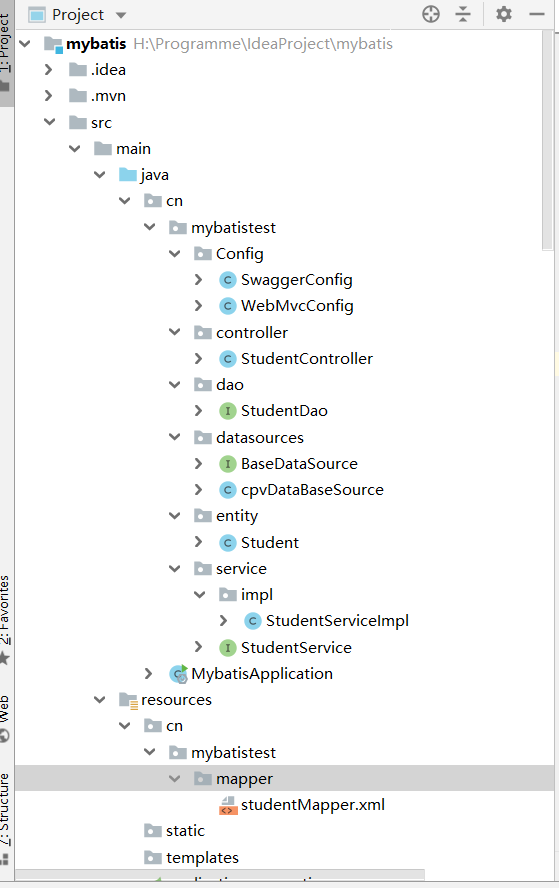 Project
mybatis H:\Programme\IdeaProject\mybatis
.idea
.mvn
src
main
java
cn
mybatistest
Config
SwaggerConfig
WebMvcConfig
controller
StudentController
dao
StudentDao
datasources
BaseDataSource
cpvDataBaseSource
entity
Student
service
impl
StudentServiceImpl
StudentService
MybatisApplication
resources
cn
mybatistest
mapper
studentMapper.xml
static
templates
1: Project
2: Favorites
Web
7: Structure